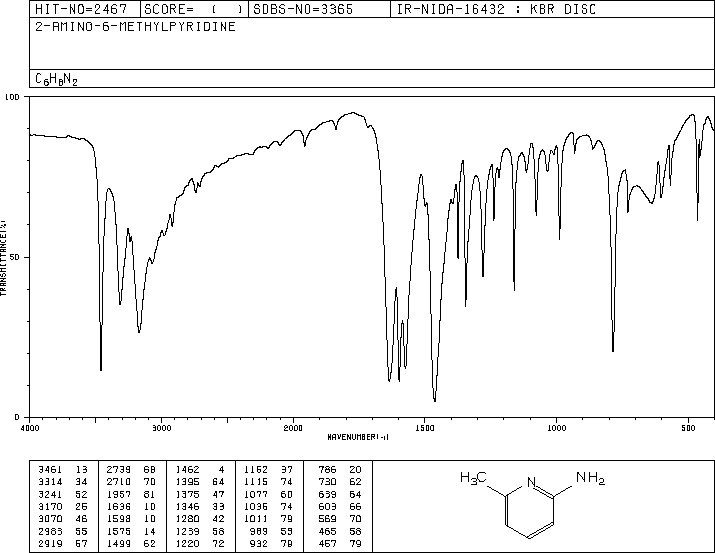 HIT-NO=2467 SCORE= ( ) SDBS-NO=3365 IR-NIDA-16432 : KBR DISC
2-AMINO-6-METHYLPYRIDINE
C6H8N2
100
TRANSMITTANCE(%)
50
0
4000 3000 2000 1500 1000 500
WAVENUMBER(-1)
3461 13 2739 68 1462 4 1162 37 786 20
3314 34 2710 70 1395 64 1115 74 730 62
3241 52 1957 81 1375 47 1077 60 639 64
3170 25 1636 10 1346 33 1036 74 603 66
3070 46 1598 10 1280 42 1011 79 569 70
2983 55 1575 14 1239 58 989 53 465 58
2919 57 1499 62 1220 72 932 79 457 79
H3C N NH2